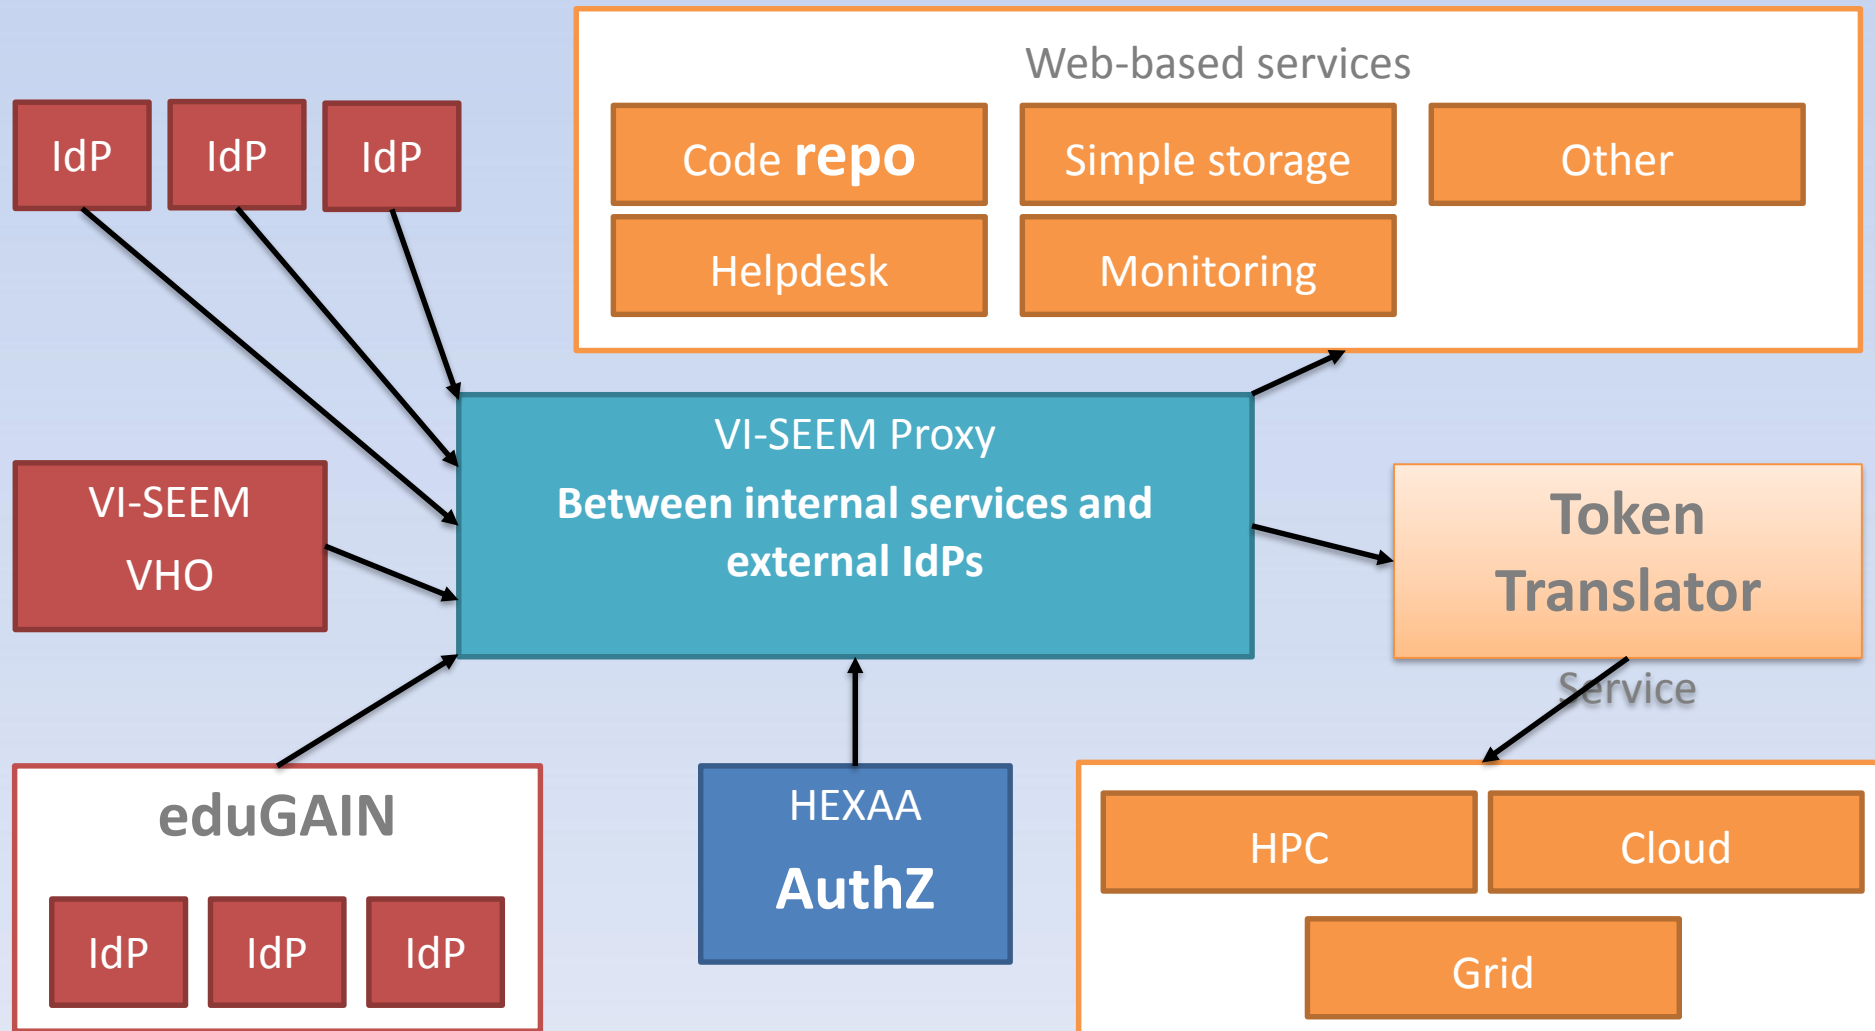 Web-based services
IdP
IdP
IdP
Code repo
Simple storage
Other
Helpdesk
Monitoring
VI-SEEM Proxy
Between internal services and
external IdPs
VI-SEEM
VHO
Token
Translator
Service
eduGAIN
IdP
IdP
IdP
HEXAA
AuthZ
HPC
Cloud
Grid